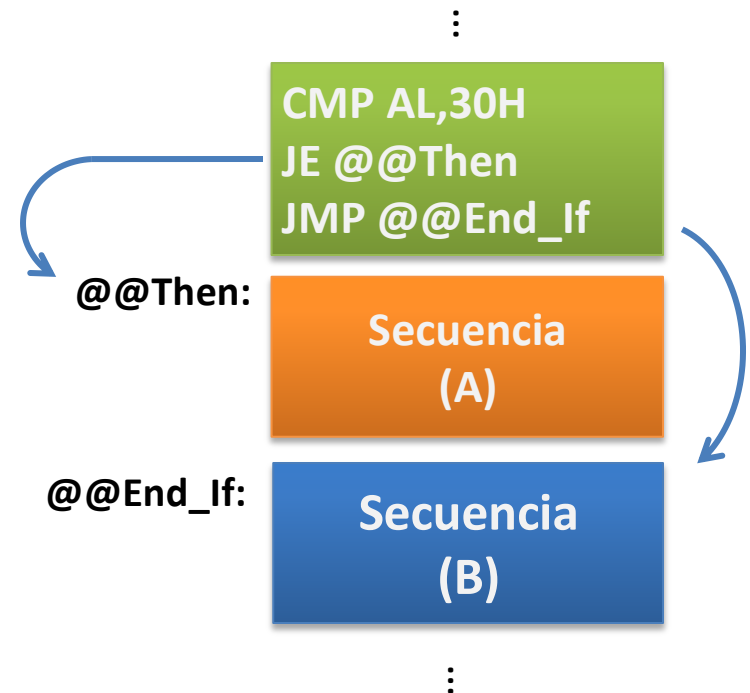 ...
CMP AL,30H
JE @@Then
JMP @@End_If
@@Then:
Secuencia
(A)
@@End_If:
Secuencia
(B)
...